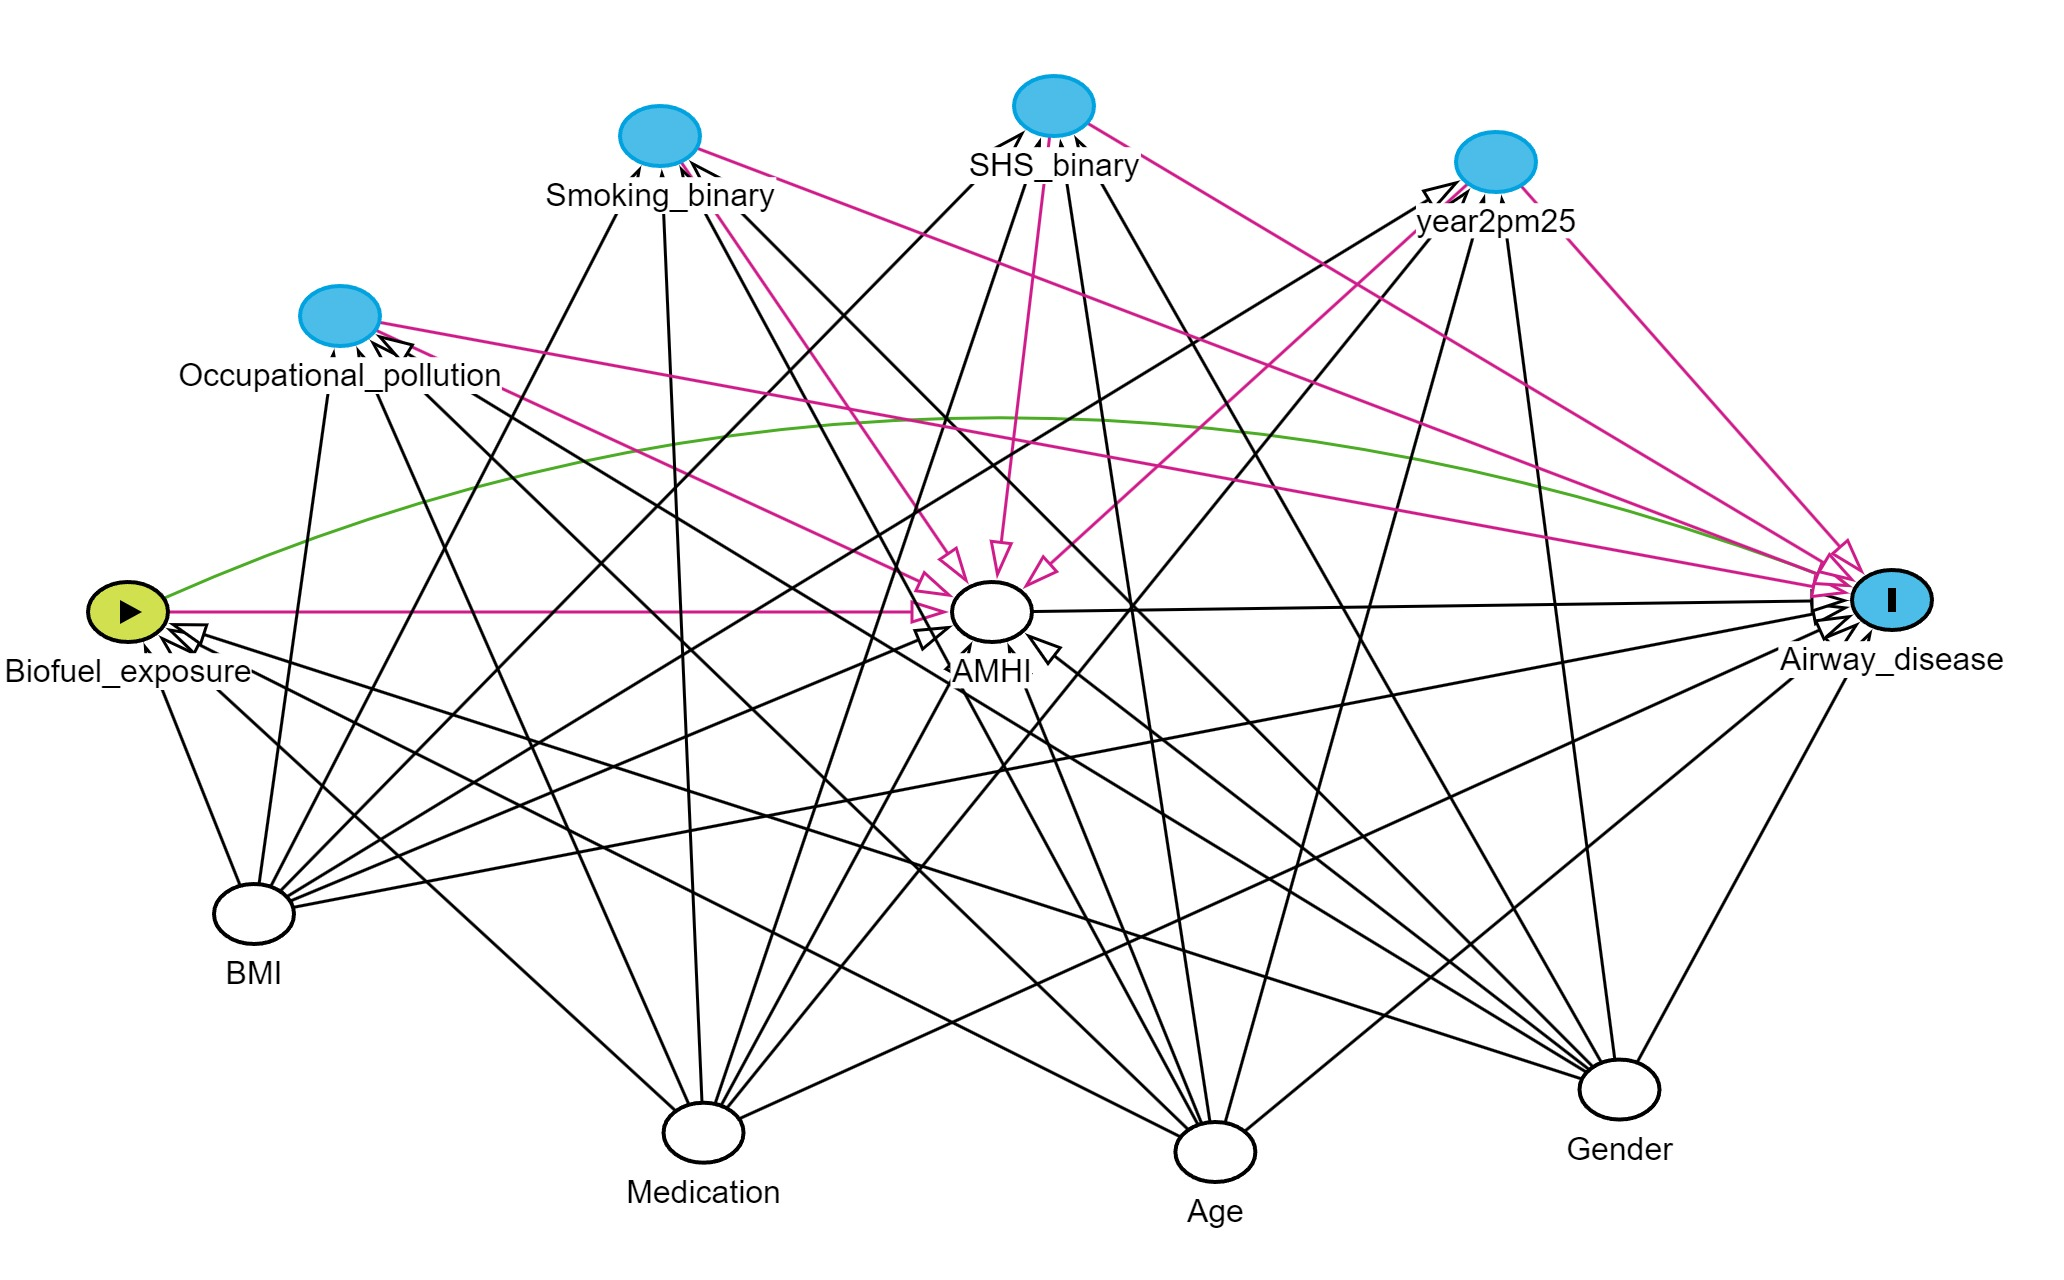 SHS_binary
Smoking_binary
year2pm25
Occupational_pollution
Biofuel_exposure
AMHI
Airway_disease
BMI
Medication
Age
Gender